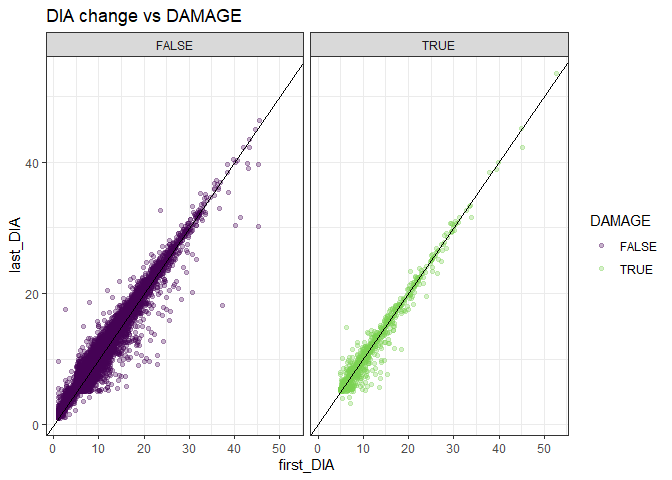 DIA change vs DAMAGE
FALSE
TRUE
last_DIA
40
20
0
0 10 20 30 40 50
0 10 20 30 40 50
first_DIA
DAMAGE
FALSE
TRUE